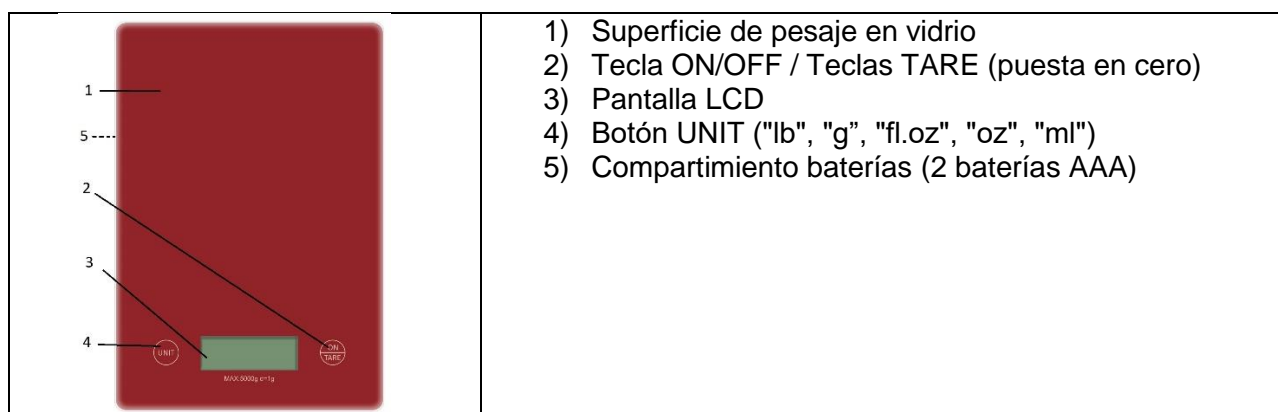 1
5
2
3
4
UNIT
ON
TARE
MAX 5000g d=1g
1) Superficie de pesaje en vidrio
2) Tecla ON/OFF / Teclas TARE (puesta en cero)
3) Pantalla LCD
4) Botón UNIT ("lb", "g”, "fl.oz", "oz", "ml")
5) Compartimiento baterías (2 baterías AAA)